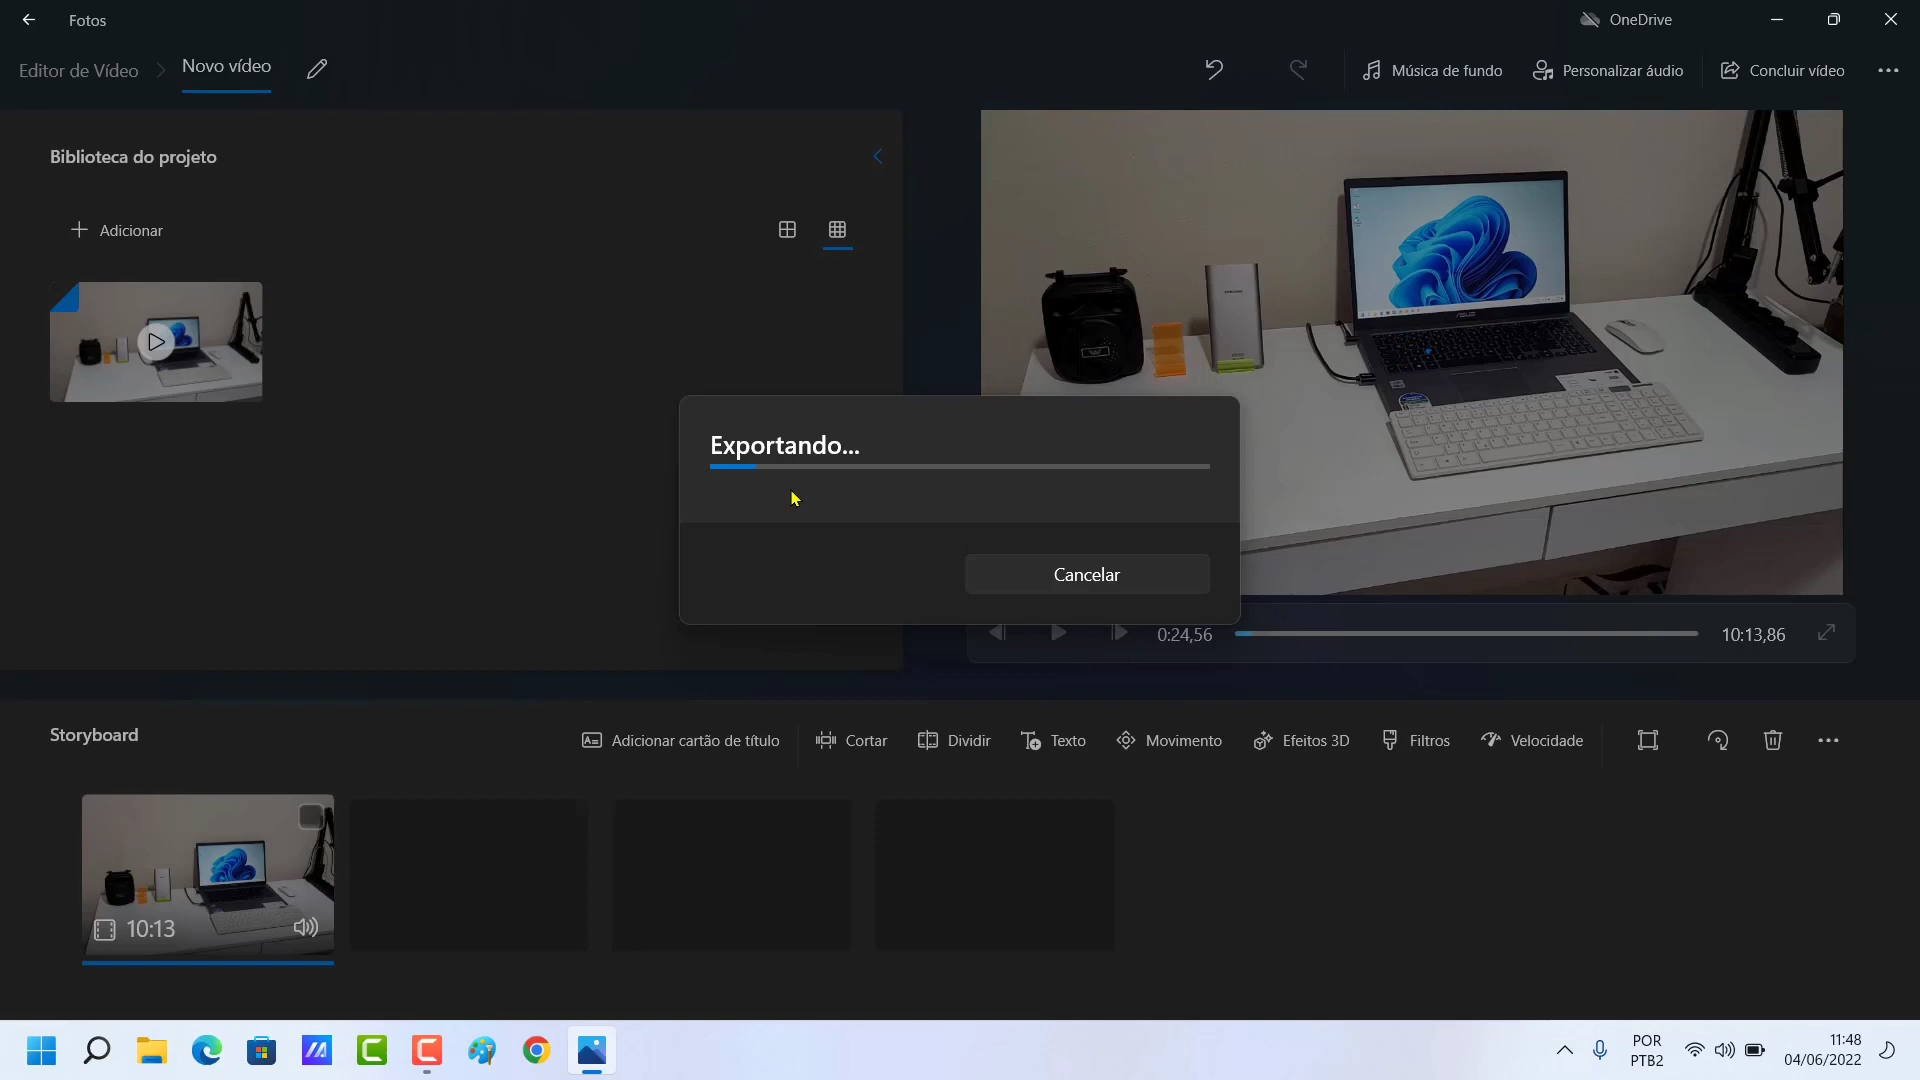 Fotos
OneDrive
Editor de Vídeo
Novo vídeo
Música de fundo
Personalizar áudio
Concluir vídeo
Biblioteca do projeto
Adicionar
Exportando...
Cancelar
0:24,56
10:13,86
Storyboard
Adicionar cartão de título
Cortar
Dividir
Texto
Movimento
Efeitos 3D
Filtros
Velocidade
10:13
POR
PTB2
11:48
04/06/2022